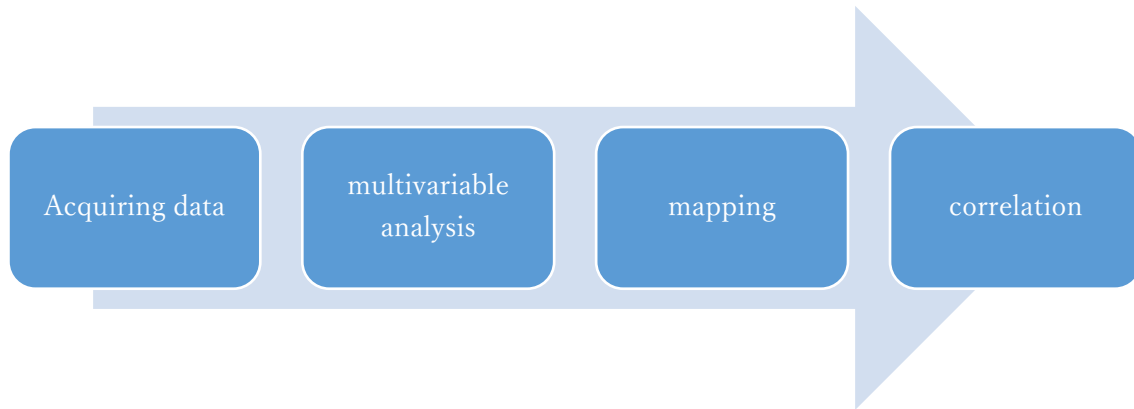 Acquiring data
multivariable
analysis
mapping
correlation